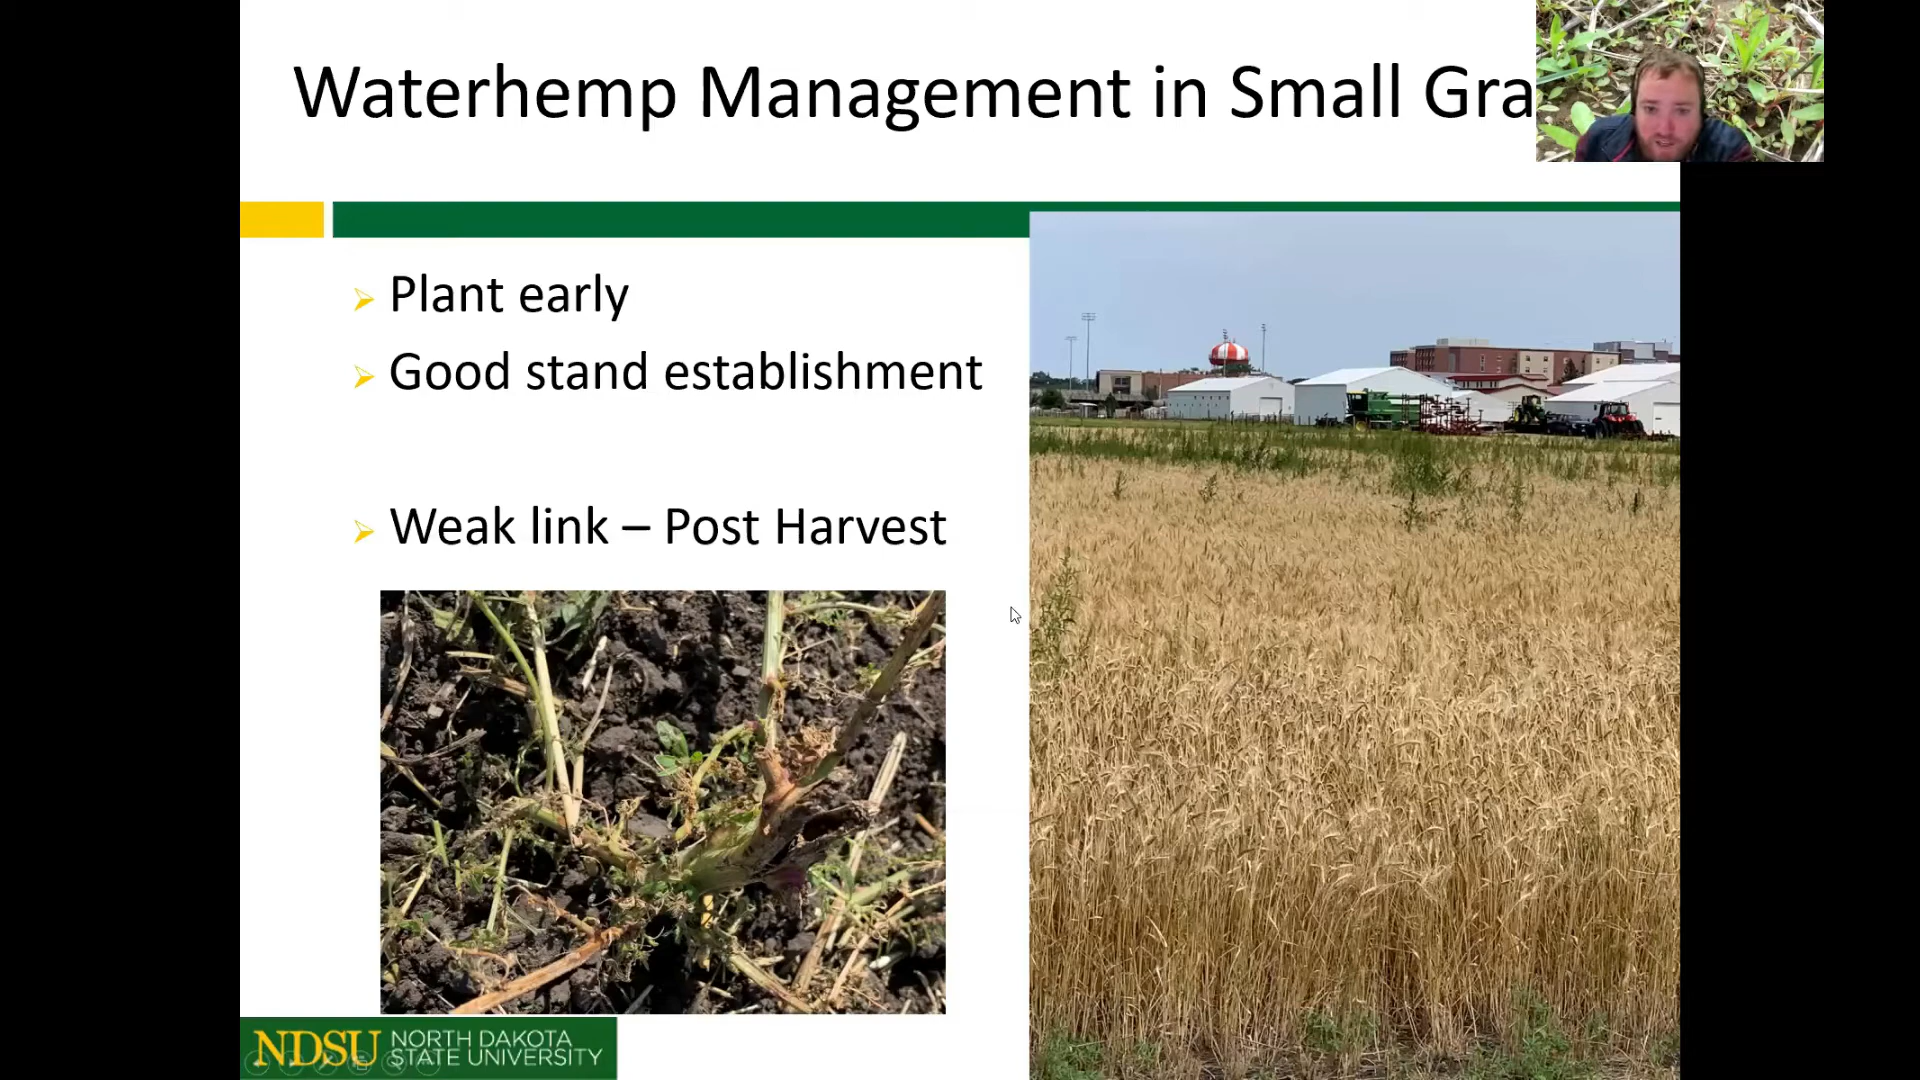 Waterhemp Management in Small Gra
Plant early
Good stand establishment
Weak link – Post Harvest
NDSU NORTH DAKOTA
STATE UNIVERSITY